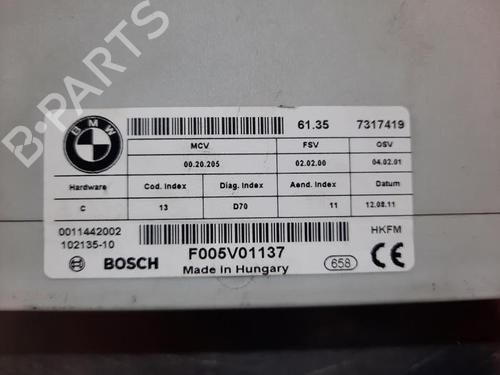 B-PARTS
BMW
61.35 7317419
MCV FSV QSV
00.20.205 02.02.00 04.02.01
Hardware Cod. Index Diag. Index Aend. Index Datum
C 13 D70 11 12.08.11
0011442002 HKFM
102135-10
BOSCH F005V01137
Made in Hungary 658 CE